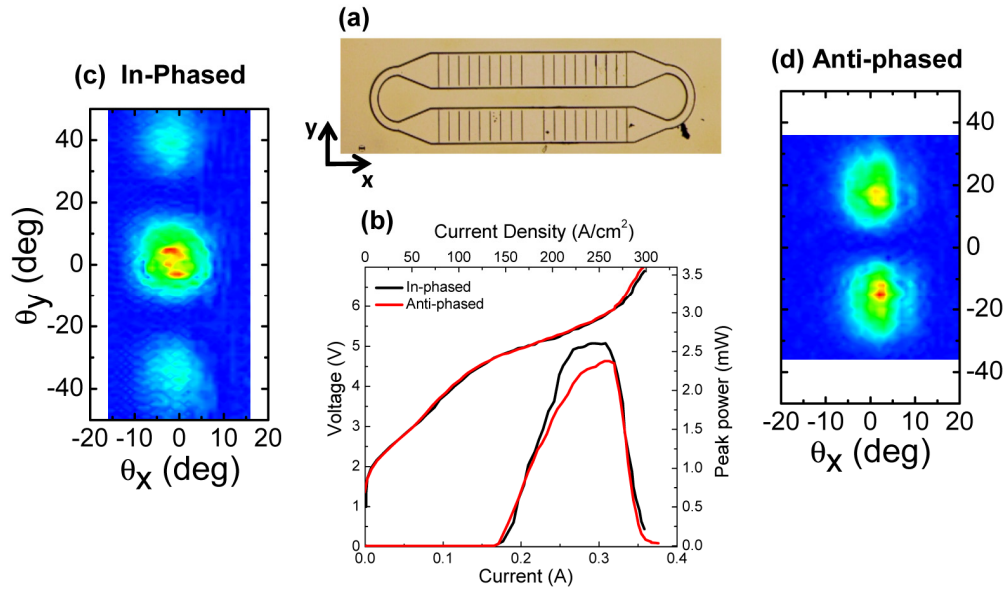 (a)
y
x
(c) In-Phased
40
20
0
-20
-40
θy (deg)
-20 -10 0 10 20
θx (deg)
(b)
Current Density (A/cm²)
0 50 100 150 200 250 300
In-phased
Anti-phased
Voltage (V)
6
5
4
3
2
1
0
Peak power (mW)
3.5
3.0
2.5
2.0
1.5
1.0
0.5
0.0
0.0 0.1 0.2 0.3 0.4
Current (A)
(d) Anti-phased
40
20
0
-20
-40
-20 -10 0 10 20
θx (deg)